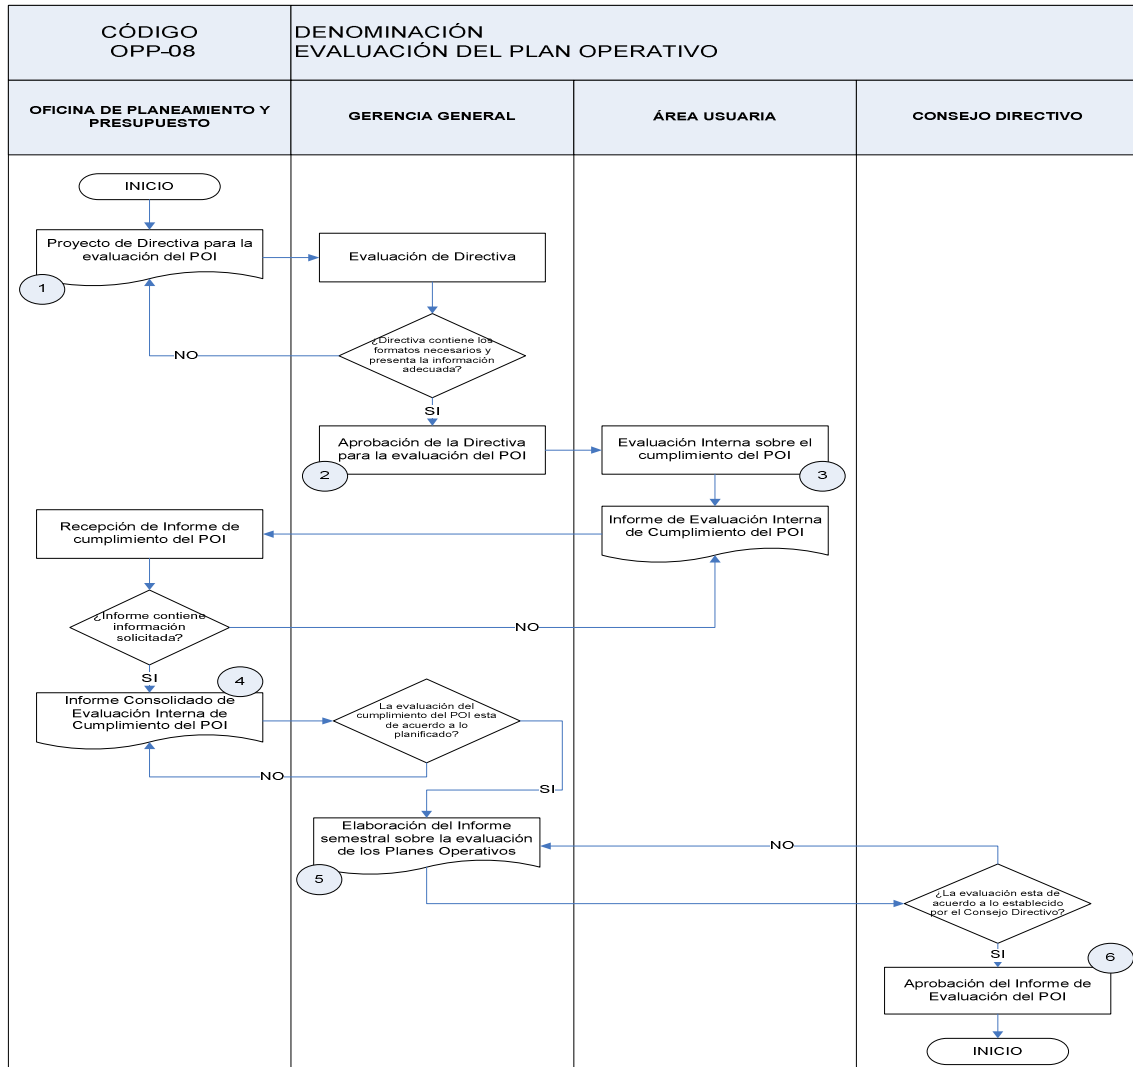 CÓDIGO
OPP-08
DENOMINACIÓN
EVALUACIÓN DEL PLAN OPERATIVO
OFICINA DE PLANEAMIENTO Y
PRESUPUESTO
GERENCIA GENERAL
ÁREA USUARIA
CONSEJO DIRECTIVO
INICIO
Proyecto de Directiva para la
evaluación del POI
1
Evaluación de Directiva
¿Directiva contiene los
formatos necesarios y
presenta la información
adecuada?
NO
SI
Aprobación de la Directiva
para la evaluación del POI
2
Evaluación Interna sobre el
cumplimiento del POI
3
Informe de Evaluación Interna
de Cumplimiento del POI
Recepción de Informe de
cumplimiento del POI
¿Informe contiene
información
solicitada?
NO
SI
4
Informe Consolidado de
Evaluación Interna de
Cumplimiento del POI
La evaluación del
cumplimiento del POI esta
de acuerdo a lo
planificado?
NO
SI
Elaboración del Informe
semestral sobre la evaluación
de los Planes Operativos
5
NO
¿La evaluación esta de
acuerdo a lo establecido
por el Consejo Directivo?
SI
6
Aprobación del Informe de
Evaluación del POI
INICIO